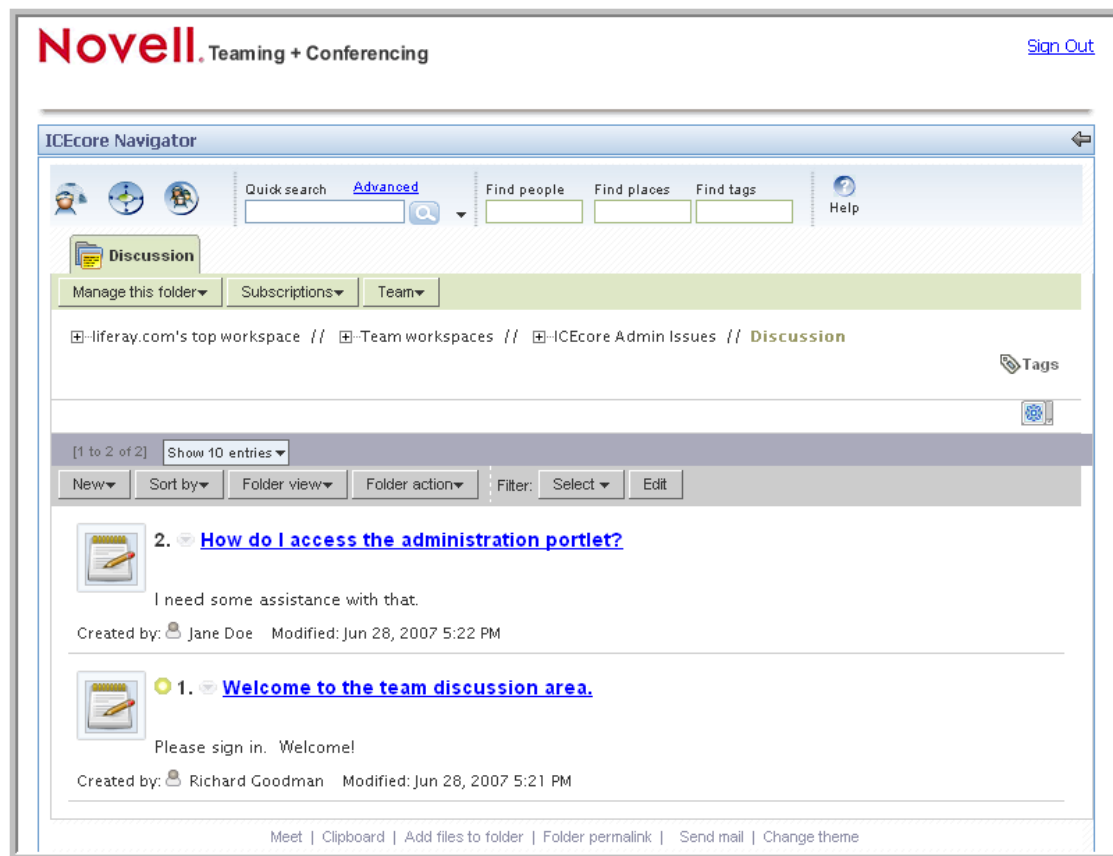 Novell. Teaming + Conferencing
Sign Out
ICEcore Navigator
Quick search Advanced Find people Find places Find tags
Help
Discussion
Manage this folder Subscriptions Team
liferay.com's top workspace // Team workspaces // ICEcore Admin Issues // Discussion
Tags
[1 to 2 of 2] Show 10 entries
New Sort by Folder view Folder action Filter: Select Edit
2. How do I access the administration portlet?
I need some assistance with that.
Created by: Jane Doe Modified: Jun 28, 2007 5:22 PM
1. Welcome to the team discussion area.
Please sign in. Welcome!
Created by: Richard Goodman Modified: Jun 28, 2007 5:21 PM
Meet | Clipboard | Add files to folder | Folder permalink | Send mail | Change theme